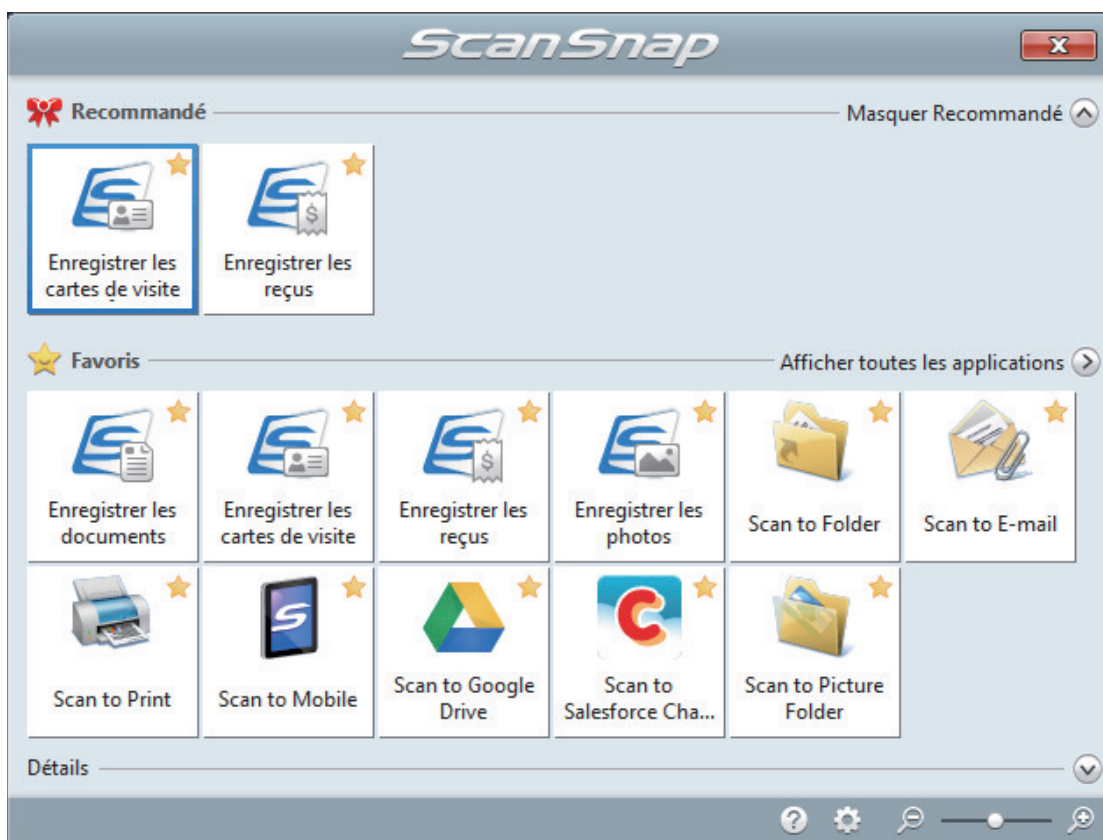 ScanSnap
Recommandé
Masquer Recommandé
Enregistrer les
cartes de visite
Enregistrer les
reçus
Favoris
Afficher toutes les applications
Enregistrer les
documents
Enregistrer les
cartes de visite
Enregistrer les
reçus
Enregistrer les
photos
Scan to Folder
Scan to E-mail
Scan to Print
Scan to Mobile
Scan to Google
Drive
Scan to
Salesforce Cha...
Scan to Picture
Folder
Détails